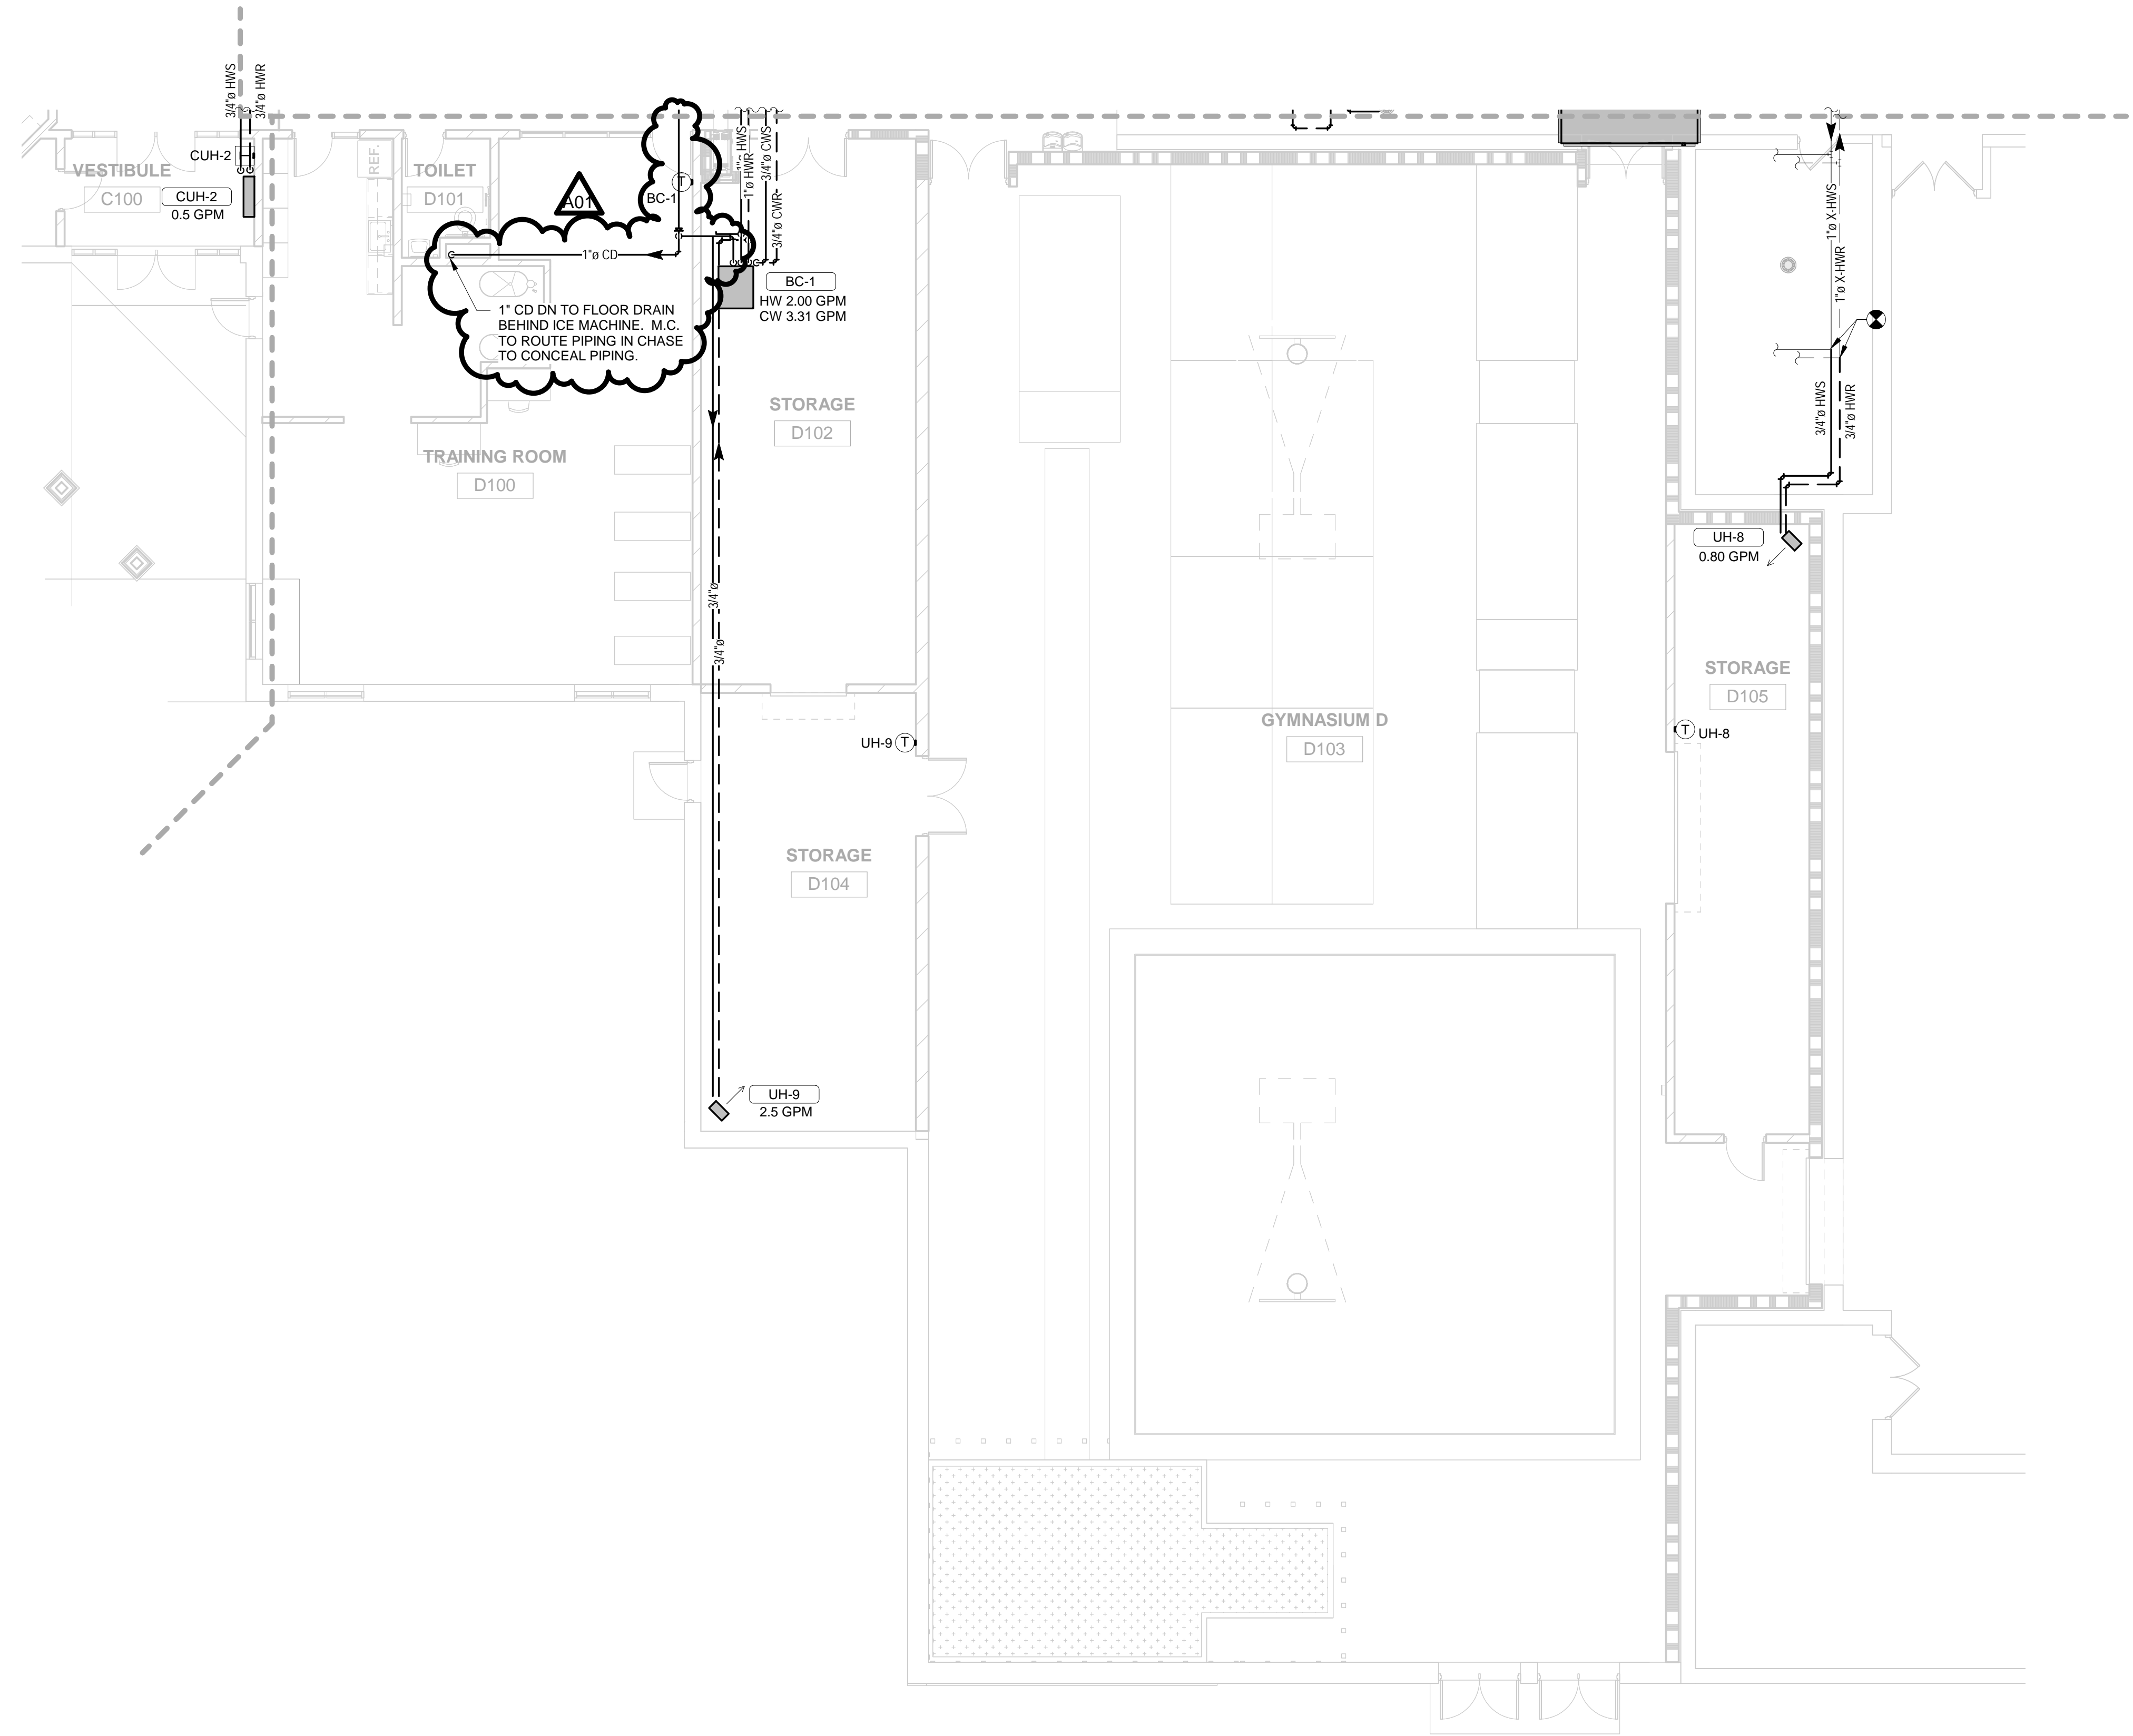 3/4"ø HWS
3/4"ø HWR
CUH-2
VESTIBULE
C100
CUH-2
0.5 GPM
REF.
TOILET
D101
A01
T
BC-1
1"ø HWS
1"ø HWR
3/4"ø CWS
3/4"ø CWR
1"ø CD
1" CD DN TO FLOOR DRAIN
BEHIND ICE MACHINE. M.C.
TO ROUTE PIPING IN CHASE
TO CONCEAL PIPING.
BC-1
HW 2.00 GPM
CW 3.31 GPM
1"ø X-HWS
1"ø X-HWR
3/4"ø HWS
3/4"ø HWR
STORAGE
D102
TRAINING ROOM
D100
UH-8
0.80 GPM
3/4"ø
3/4"ø
STORAGE
D105
GYMNASIUM D
D103
UH-9
T
T
UH-8
STORAGE
D104
UH-9
2.5 GPM